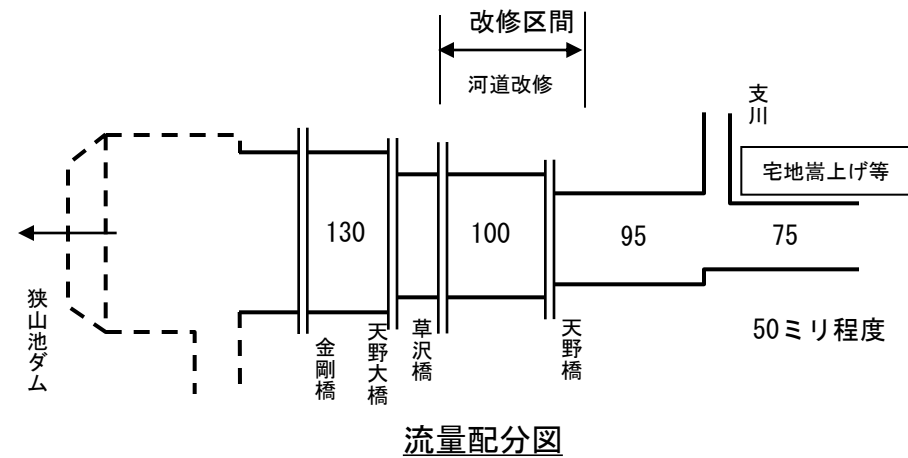 改修区間
河道改修
支川
宅地嵩上げ等
130
100
95
75
狭山池ダム
金剛橋
天野大橋
草沢橋
天野橋
50ミリ程度
流量配分図